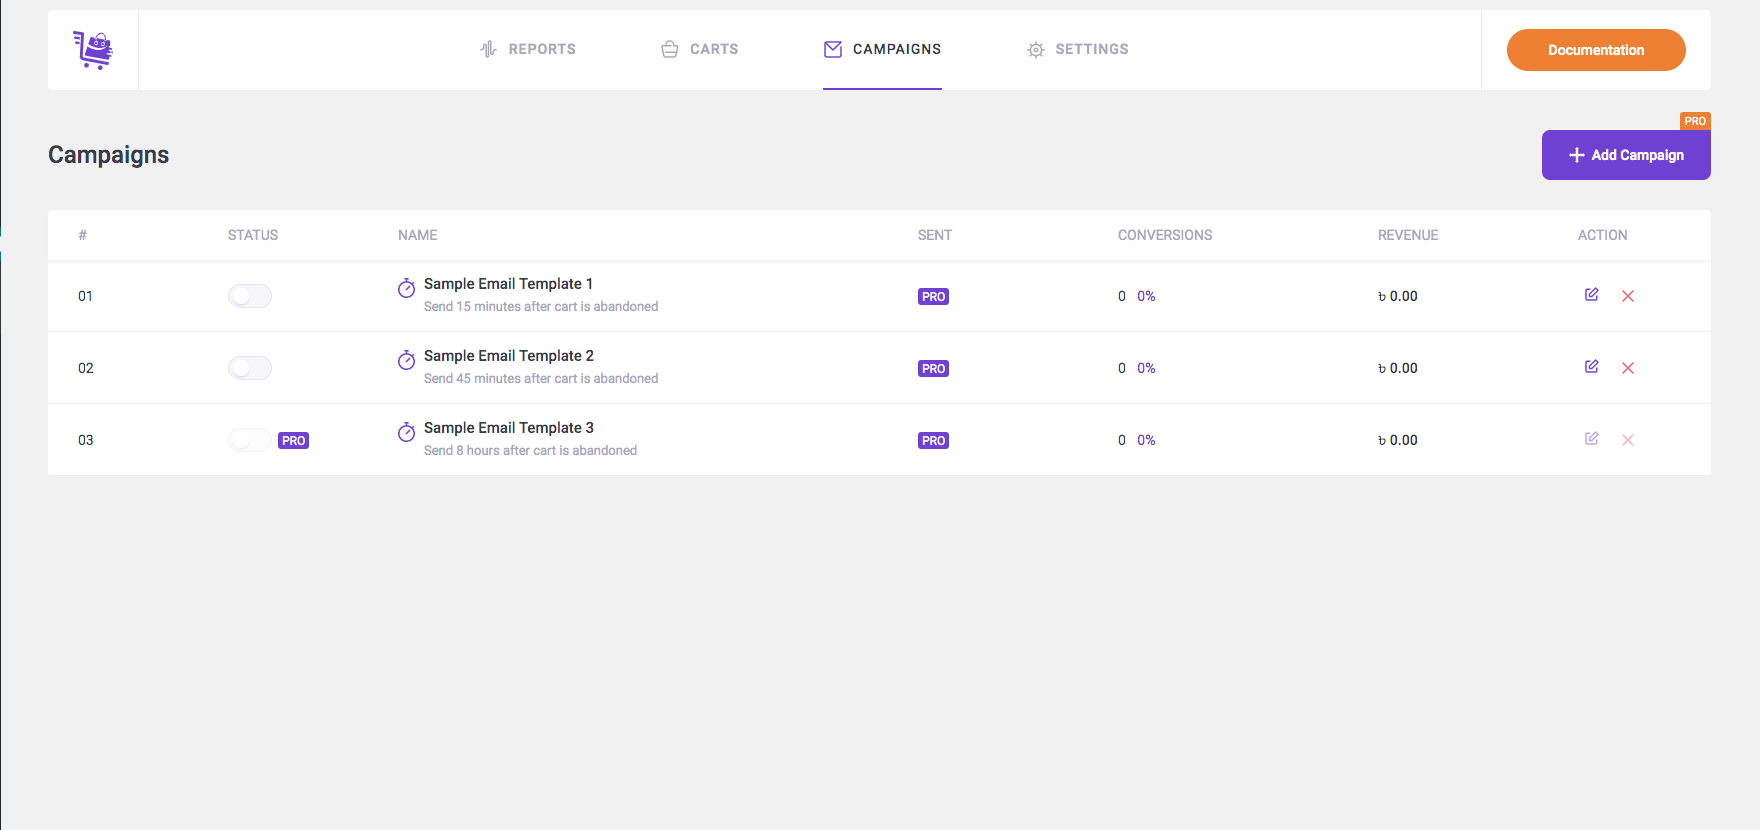 REPORTS CARTS CAMPAIGNS SETTINGS Documentation
PRO
Campaigns + Add Campaign
# STATUS NAME SENT CONVERSIONS REVENUE ACTION
01 Sample Email Template 1 PRO 0 0% ৳ 0.00
Send 15 minutes after cart is abandoned
02 Sample Email Template 2 PRO 0 0% ৳ 0.00
Send 45 minutes after cart is abandoned
03 PRO Sample Email Template 3 PRO 0 0% ৳ 0.00
Send 8 hours after cart is abandoned